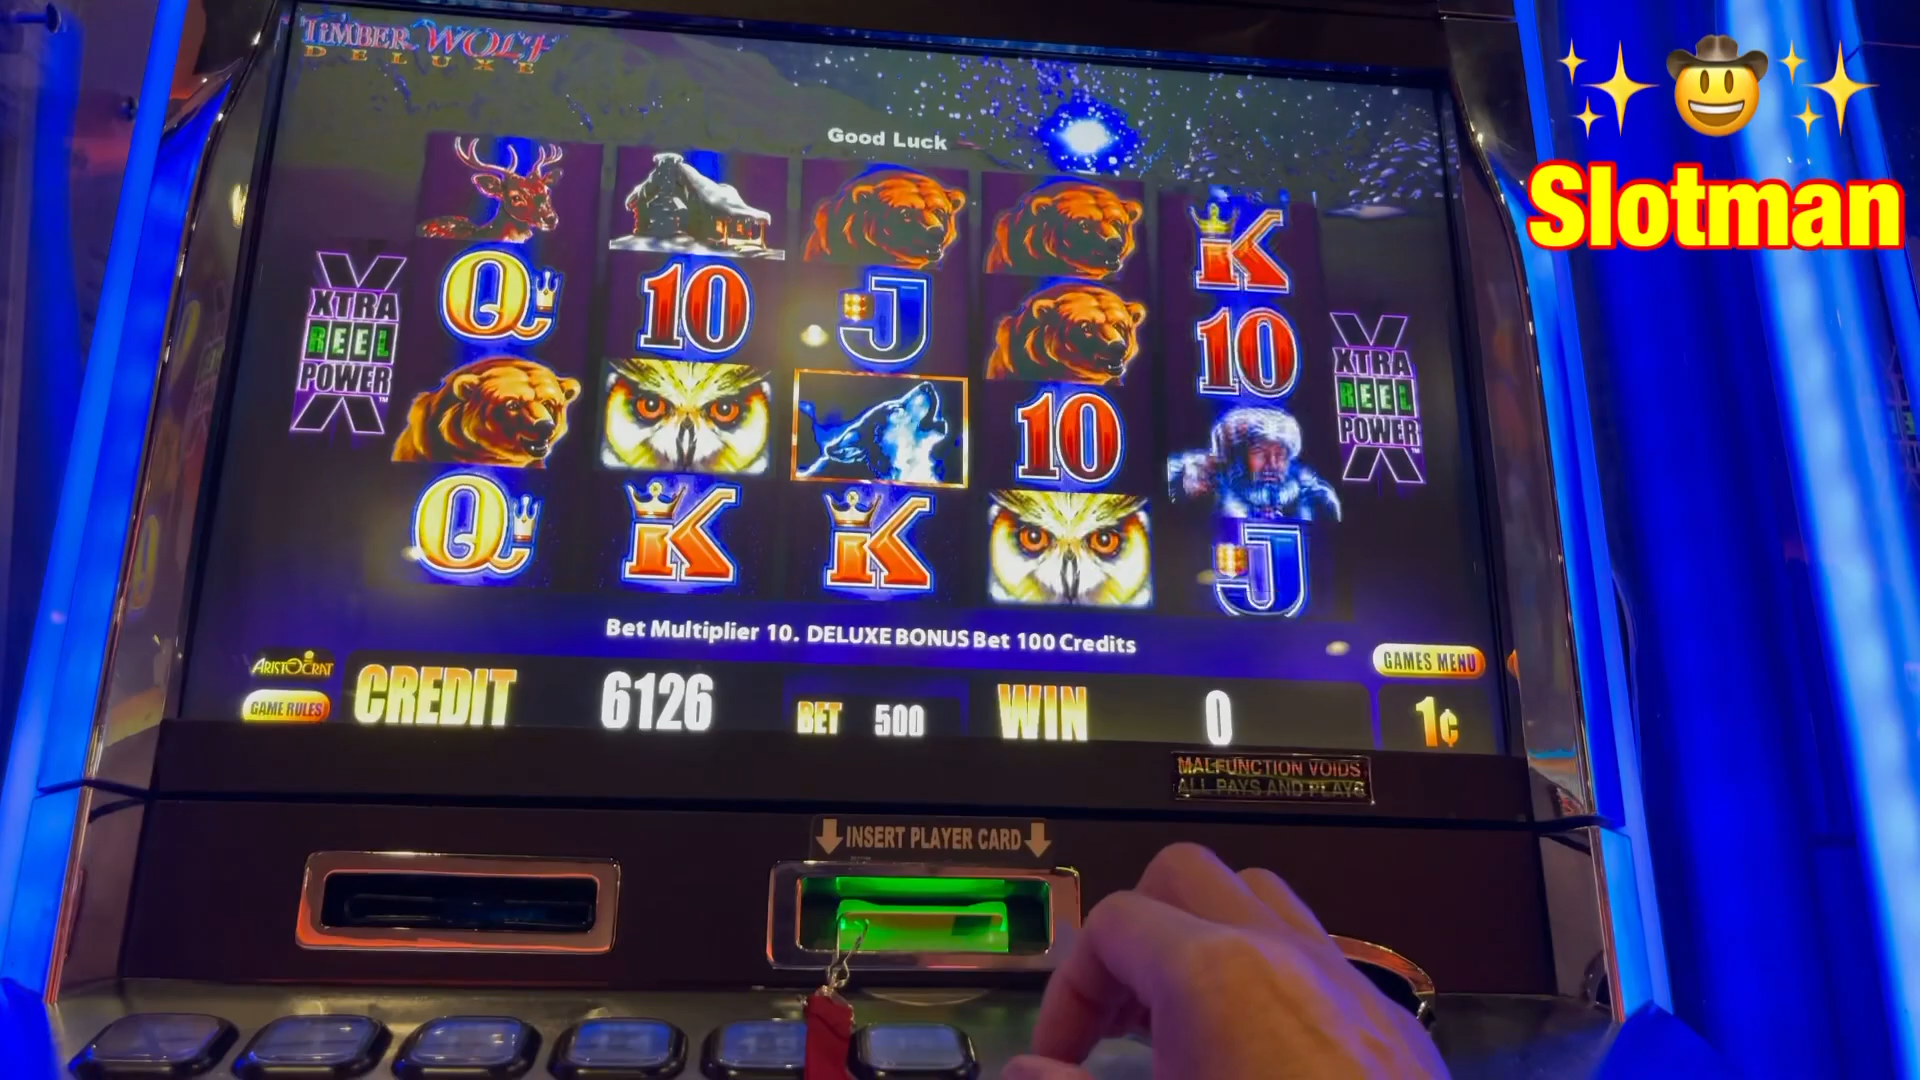 TIMBER WOLF
DELUXE
Slotman
Good Luck
K
Q 10 J
10
XTRA
REEL
POWER™
XTRA
REEL
POWER™
10
Q K K
J
Bet Multiplier 10. DELUXE BONUS Bet 100 Credits
ARISTOCRAT
GAME RULES
CREDIT 6126 BET 500 WIN 0
GAMES MENU
1¢
MALFUNCTION VOIDS
ALL PAYS AND PLAYS
INSERT PLAYER CARD